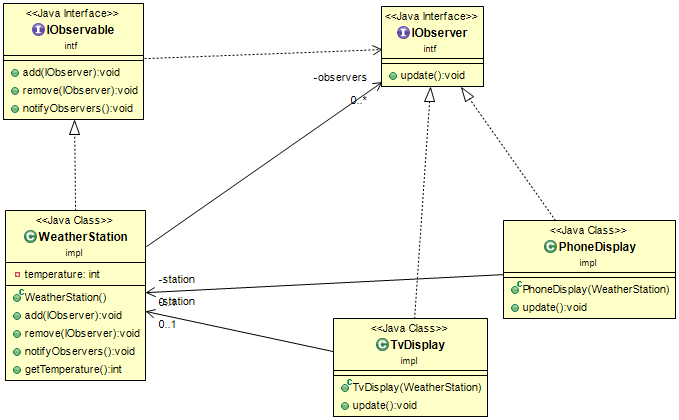 <<Java Interface>>
IObservable
intf
add(IObserver):void
remove(IObserver):void
notifyObservers():void
<<Java Interface>>
IObserver
intf
update():void
-observers
0..*
<<Java Class>>
WeatherStation
impl
temperature: int
WeatherStation()
add(IObserver):void
remove(IObserver):void
notifyObservers():void
getTemperature():int
<<Java Class>>
PhoneDisplay
impl
PhoneDisplay(WeatherStation)
update():void
-station
0..1
-station
0..1
<<Java Class>>
TvDisplay
impl
TvDisplay(WeatherStation)
update():void